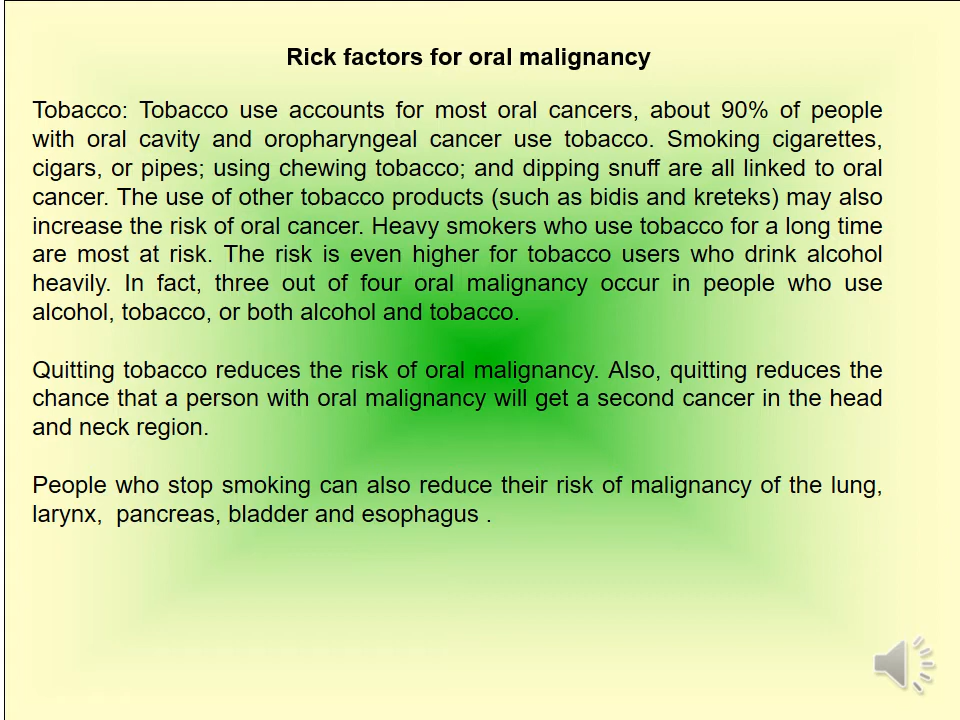 Rick factors for oral malignancy
Tobacco: Tobacco use accounts for most oral cancers, about 90% of people
with oral cavity and oropharyngeal cancer use tobacco. Smoking cigarettes,
cigars, or pipes; using chewing tobacco; and dipping snuff are all linked to oral
cancer. The use of other tobacco products (such as bidis and kreteks) may also
increase the risk of oral cancer. Heavy smokers who use tobacco for a long time
are most at risk. The risk is even higher for tobacco users who drink alcohol
heavily. In fact, three out of four oral malignancy occur in people who use
alcohol, tobacco, or both alcohol and tobacco.
Quitting tobacco reduces the risk of oral malignancy. Also, quitting reduces the
chance that a person with oral malignancy will get a second cancer in the head
and neck region.
People who stop smoking can also reduce their risk of malignancy of the lung,
larynx,  pancreas, bladder and esophagus .